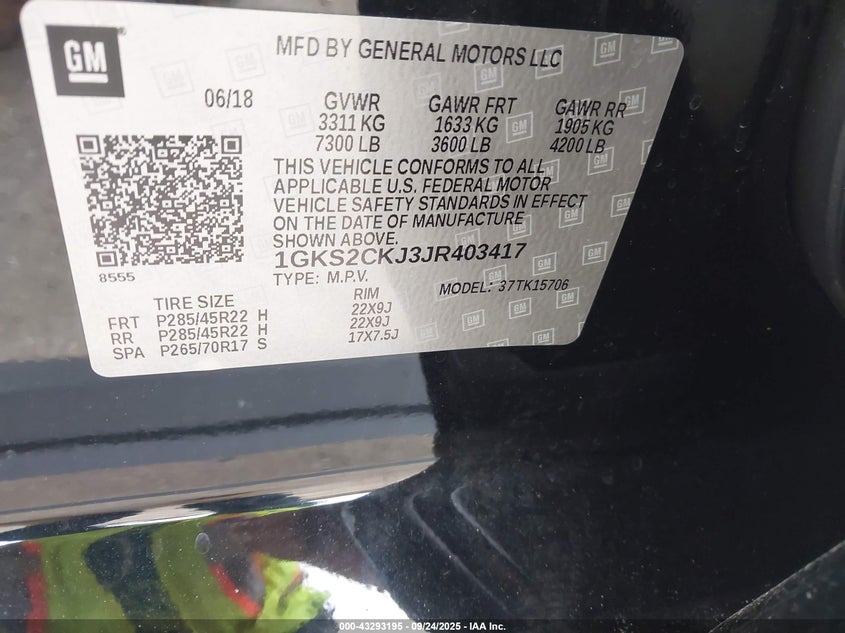 GM
MFD BY GENERAL MOTORS LLC
06/18 GVWR GAWR FRT GAWR RR
3311 KG 1633 KG 1905 KG
7300 LB 3600 LB 4200 LB
THIS VEHICLE CONFORMS TO ALL
APPLICABLE U.S. FEDERAL MOTOR
VEHICLE SAFETY STANDARDS IN EFFECT
ON THE DATE OF MANUFACTURE
SHOWN ABOVE.
1GKS2CKJ3JR403417
8555
TYPE: M.P.V. MODEL: 37TK15706
TIRE SIZE RIM
FRT P285/45R22 H 22X9J
RR P285/45R22 H 22X9J
SPA P265/70R17 S 17X7.5J
000-43293195 - 09/24/2025 - IAA Inc.